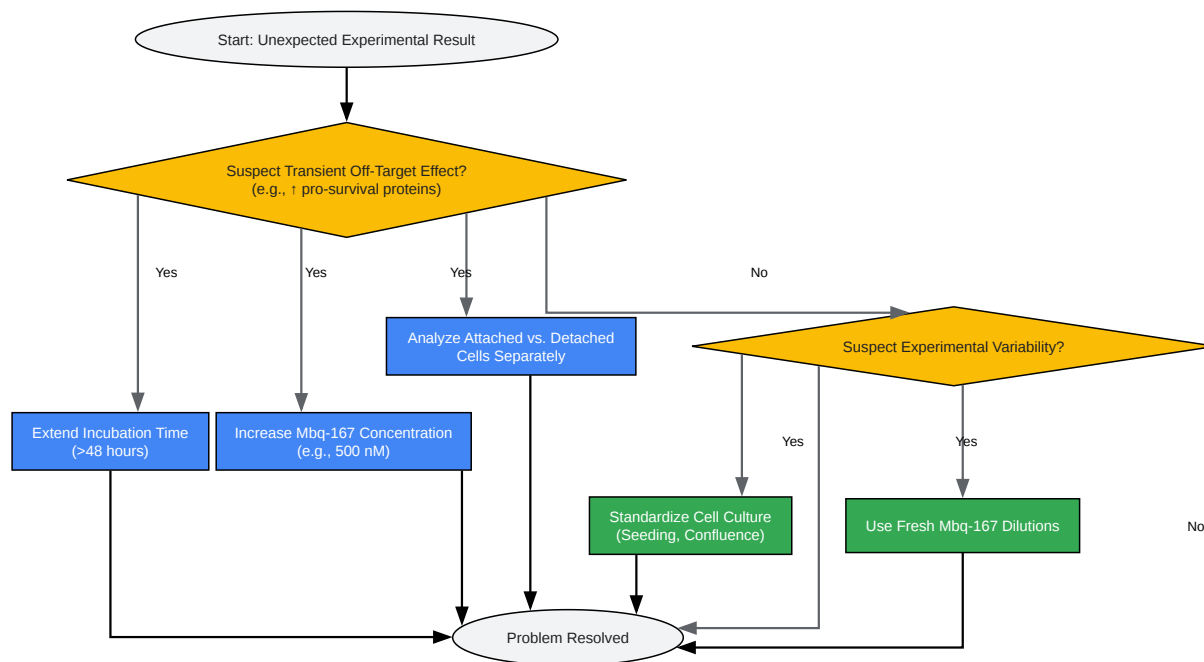 Start: Unexpected Experimental Result
Suspect Transient Off-Target Effect?
(e.g., ↑ pro-survival proteins)
Yes
Yes
Yes
No
Analyze Attached vs. Detached
Cells Separately
Suspect Experimental Variability?
Extend Incubation Time
(>48 hours)
Increase Mbq-167 Concentration
(e.g., 500 nM)
Yes
Yes
Standardize Cell Culture
(Seeding, Confluence)
Use Fresh Mbq-167 Dilutions
No
Problem Resolved